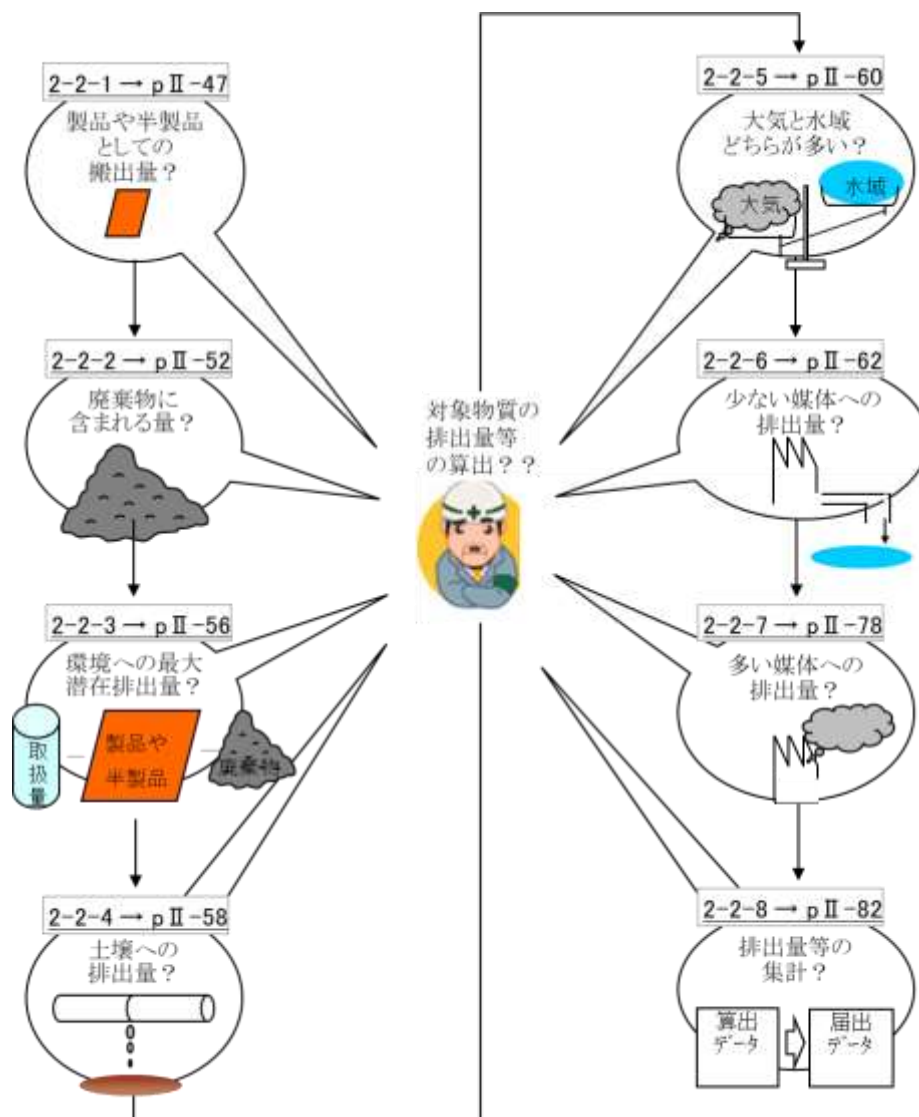 2-2-1 → pⅡ-47
製品や半製品
としての
搬出量？
2-2-2 → pⅡ-52
廃棄物に
含まれる量？
2-2-3 → pⅡ-56
環境への最大
潜在排出量？
取扱量
製品や
半製品
廃棄物
2-2-4 → pⅡ-58
土壌への
排出量？
対象物質の
排出量等
の算出？？
2-2-5 → pⅡ-60
大気と水域
どちらが多い？
大気
水域
2-2-6 → pⅡ-62
少ない媒体への
排出量？
2-2-7 → pⅡ-78
多い媒体への
排出量？
2-2-8 → pⅡ-82
排出量等の
集計？
算出
データ
届出
データ